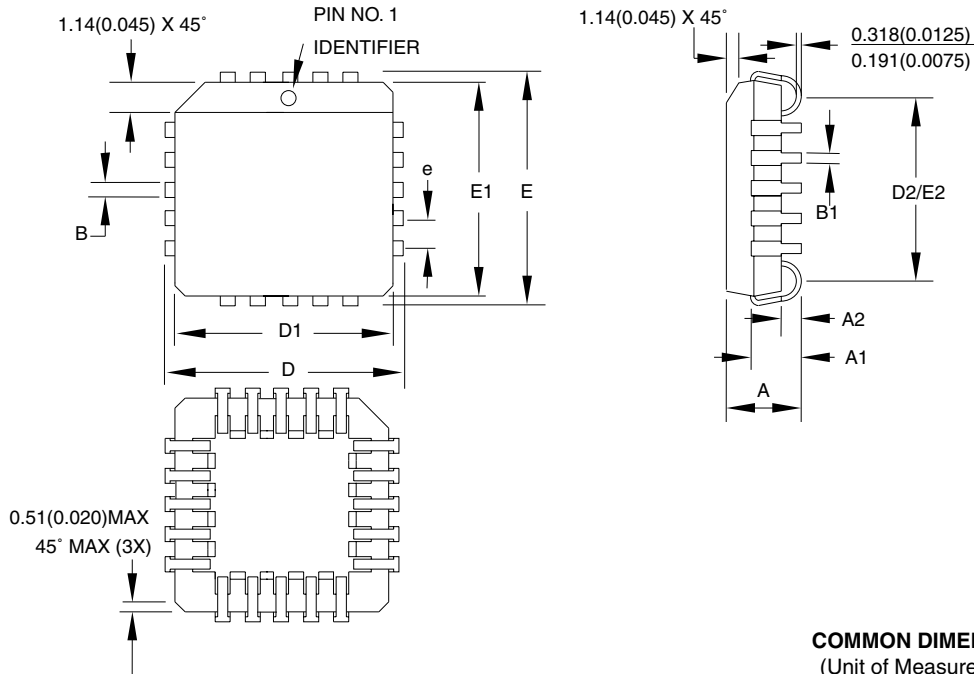 1.14(0.045) X 45˚
PIN NO. 1
IDENTIFIER
1.14(0.045) X 45˚
0.318(0.0125)
0.191(0.0075)
e
E1
E
B
D1
D
B1
D2/E2
A2
A1
A
0.51(0.020)MAX
45˚ MAX (3X)
COMMON DIME
(Unit of Measure